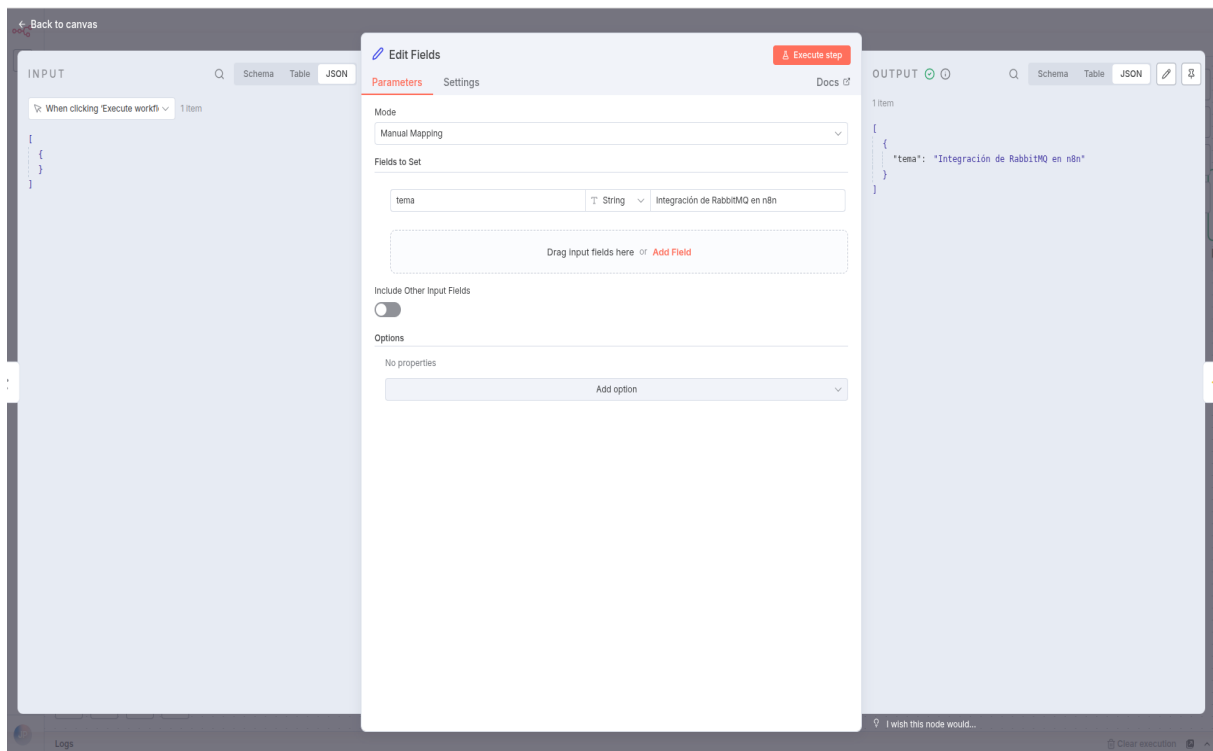 Back to canvas
INPUT
Schema Table JSON
When clicking 'Execute workfl
1 item
[
{
}
]
Edit Fields
Execute step
Parameters Settings
Docs
Mode
Manual Mapping
Fields to Set
tema
String
Integración de RabbitMQ en n8n
Drag input fields here or Add Field
Include Other Input Fields
Options
No properties
Add option
OUTPUT
Schema Table JSON
1 item
[
{
"tema": "Integración de RabbitMQ en n8n"
}
]
I wish this node would...
Logs
Clear execution